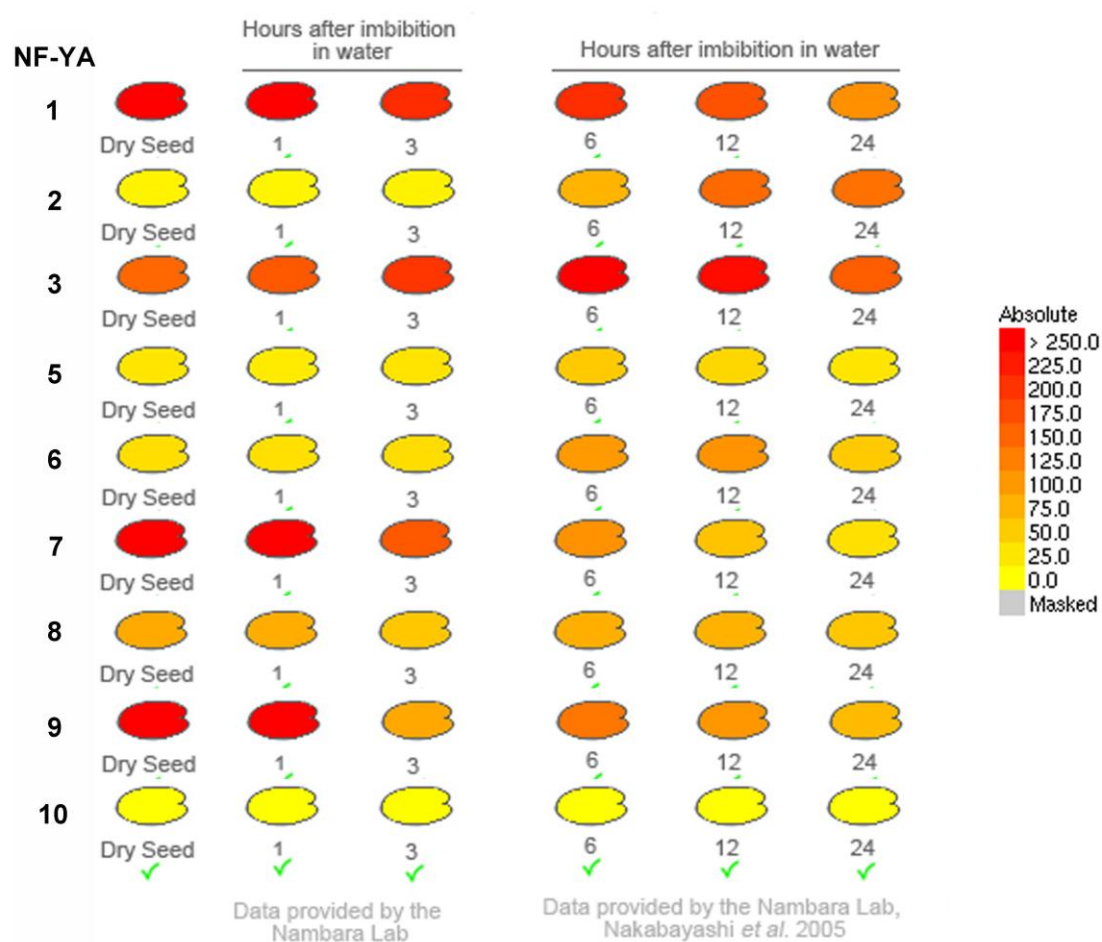 Hours after imbibition
in water
Hours after imbibition in water
NF-YA
1
Dry Seed 1 3 6 12 24
2
Dry Seed 1 3 6 12 24
3
Dry Seed 1 3 6 12 24
5
Dry Seed 1 3 6 12 24
6
Dry Seed 1 3 6 12 24
7
Dry Seed 1 3 6 12 24
8
Dry Seed 1 3 6 12 24
9
Dry Seed 1 3 6 12 24
10
Dry Seed 1 3 6 12 24
Data provided by the
Nambara Lab
Data provided by the Nambara Lab,
Nakabayashi et al. 2005
Absolute
> 250.0
225.0
200.0
175.0
150.0
125.0
100.0
75.0
50.0
25.0
0.0
Masked